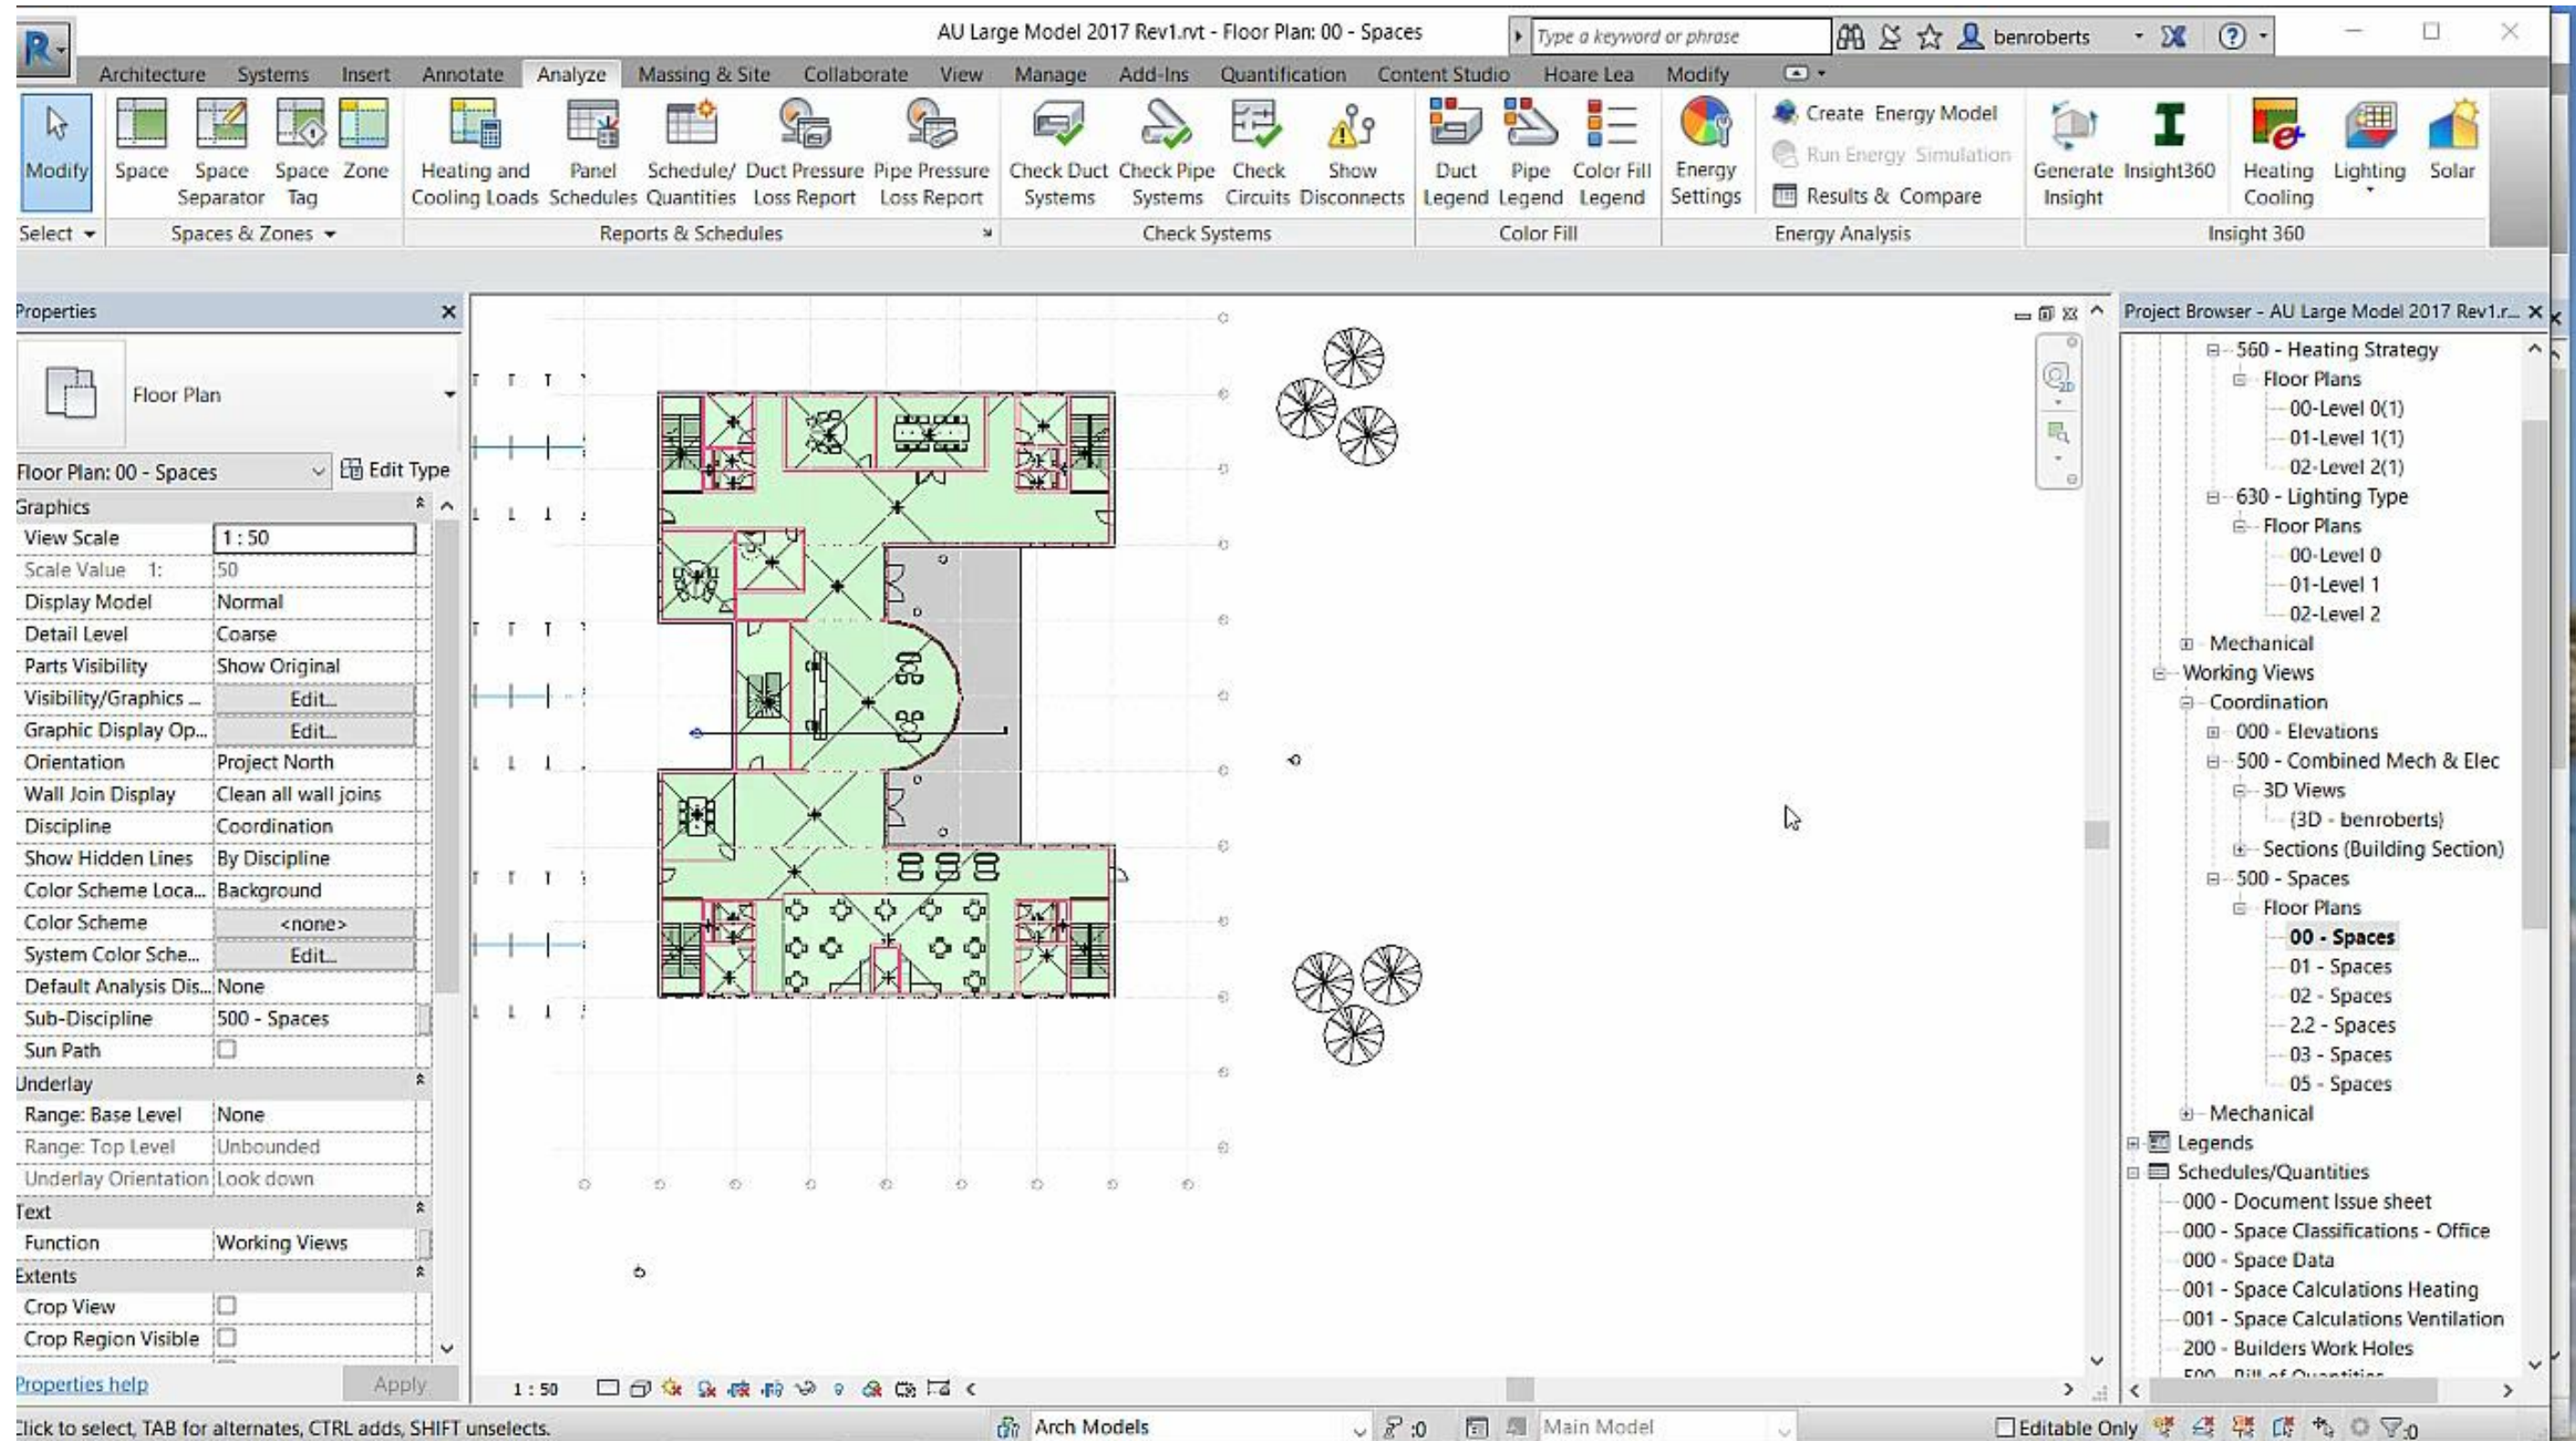 AU Large Model 2017 Rev1.rvt - Floor Plan: 00 - Spaces
Type a keyword or phrase
benroberts
Architecture Systems Insert Annotate Analyze Massing & Site Collaborate View Manage Add-Ins Quantification Content Studio Hoare Lea Modify
Modify
Space
Space Separator
Space Tag
Zone
Heating and Cooling Loads
Panel Schedules
Schedule/ Quantities
Duct Pressure Loss Report
Pipe Pressure Loss Report
Check Duct Systems
Check Pipe Systems
Check Circuits
Show Disconnects
Duct Legend
Pipe Legend
Color Fill Legend
Energy Settings
Create Energy Model
Run Energy Simulation
Results & Compare
Generate Insight
Insight360
Heating Cooling
Lighting
Solar
Select
Spaces & Zones
Reports & Schedules
Check Systems
Color Fill
Energy Analysis
Insight 360
Properties
Floor Plan
Floor Plan: 00 - Spaces
Edit Type
Graphics
View Scale 1 : 50
Scale Value 1: 50
Display Model Normal
Detail Level Coarse
Parts Visibility Show Original
Visibility/Graphics ... Edit...
Graphic Display Op... Edit...
Orientation Project North
Wall Join Display Clean all wall joins
Discipline Coordination
Show Hidden Lines By Discipline
Color Scheme Loca... Background
Color Scheme <none>
System Color Sche... Edit...
Default Analysis Dis... None
Sub-Discipline 500 - Spaces
Sun Path
Underlay
Range: Base Level None
Range: Top Level Unbounded
Underlay Orientation Look down
Text
Function Working Views
Extents
Crop View
Crop Region Visible
Properties help
Apply
1 : 50
2D
Project Browser - AU Large Model 2017 Rev1.r...
560 - Heating Strategy
Floor Plans
00-Level 0(1)
01-Level 1(1)
02-Level 2(1)
630 - Lighting Type
Floor Plans
00-Level 0
01-Level 1
02-Level 2
Mechanical
Working Views
Coordination
000 - Elevations
500 - Combined Mech & Elec
3D Views
(3D - benroberts)
Sections (Building Section)
500 - Spaces
Floor Plans
00 - Spaces
01 - Spaces
02 - Spaces
2.2 - Spaces
03 - Spaces
05 - Spaces
Mechanical
Legends
Schedules/Quantities
000 - Document Issue sheet
000 - Space Classifications - Office
000 - Space Data
001 - Space Calculations Heating
001 - Space Calculations Ventilation
200 - Builders Work Holes
500 - Bill of Quantities
Click to select, TAB for alternates, CTRL adds, SHIFT unselects.
Arch Models
:0
Main Model
Editable Only
:0